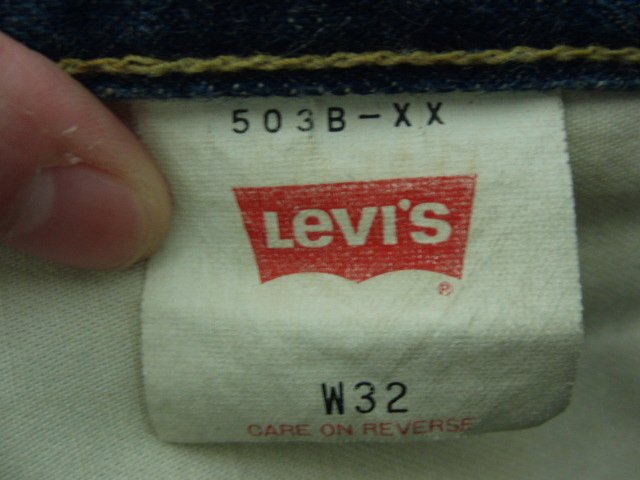 503B-XX
Levi's
®
W32
CARE ON REVERSE